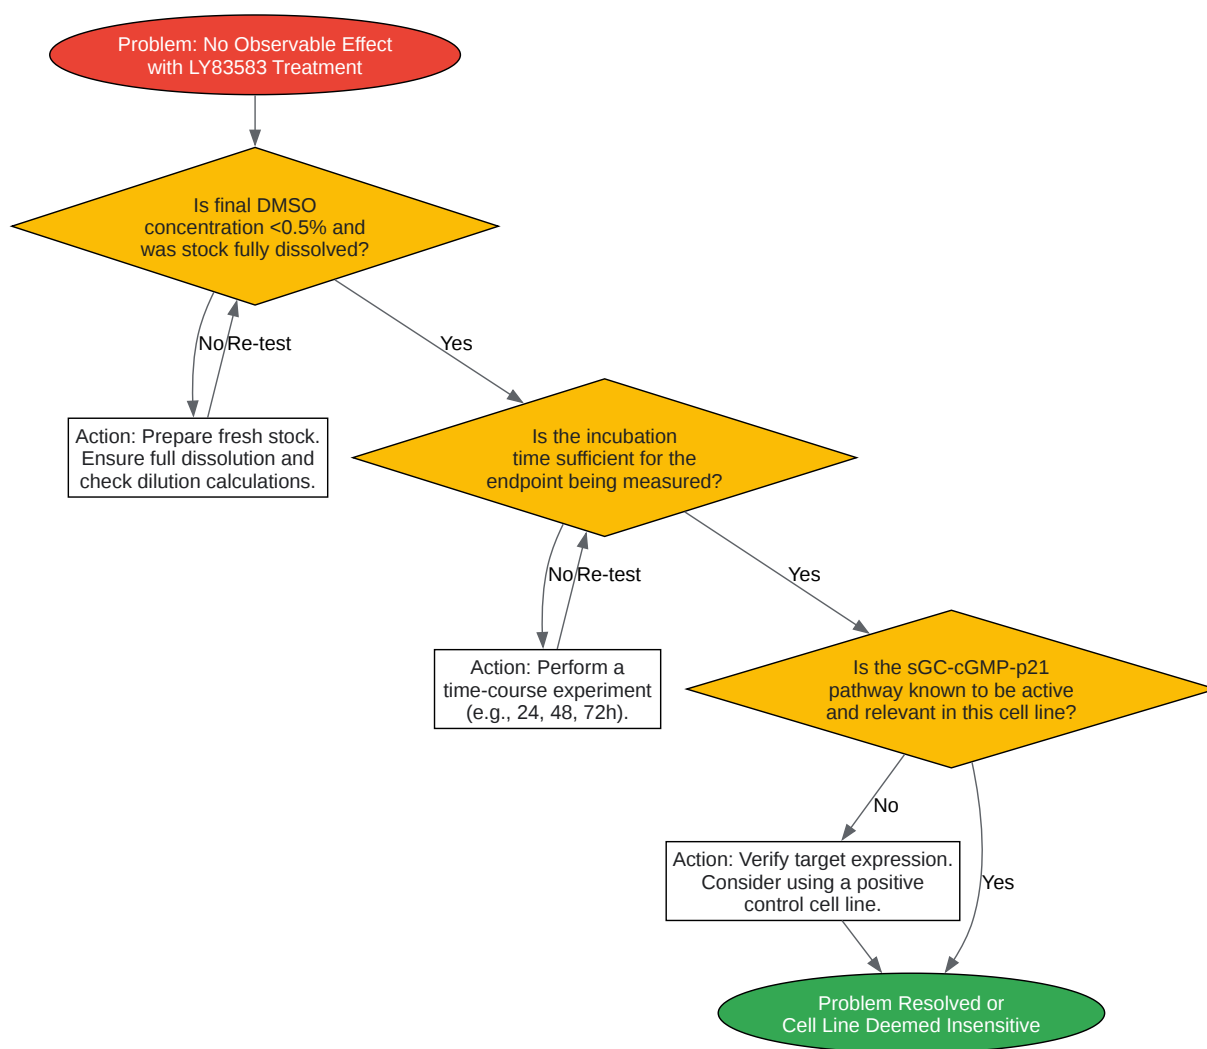 Problem: No Observable Effect
with LY83583 Treatment
Is final DMSO
concentration <0.5% and
was stock fully dissolved?
No
Re-test
Yes
Action: Prepare fresh stock.
Ensure full dissolution and
check dilution calculations.
Is the incubation
time sufficient for the
endpoint being measured?
No
Re-test
Yes
Action: Perform a
time-course experiment
(e.g., 24, 48, 72h).
Is the sGC-cGMP-p21
pathway known to be active
and relevant in this cell line?
No
Yes
Action: Verify target expression.
Consider using a positive
control cell line.
Problem Resolved or
Cell Line Deemed Insensitive